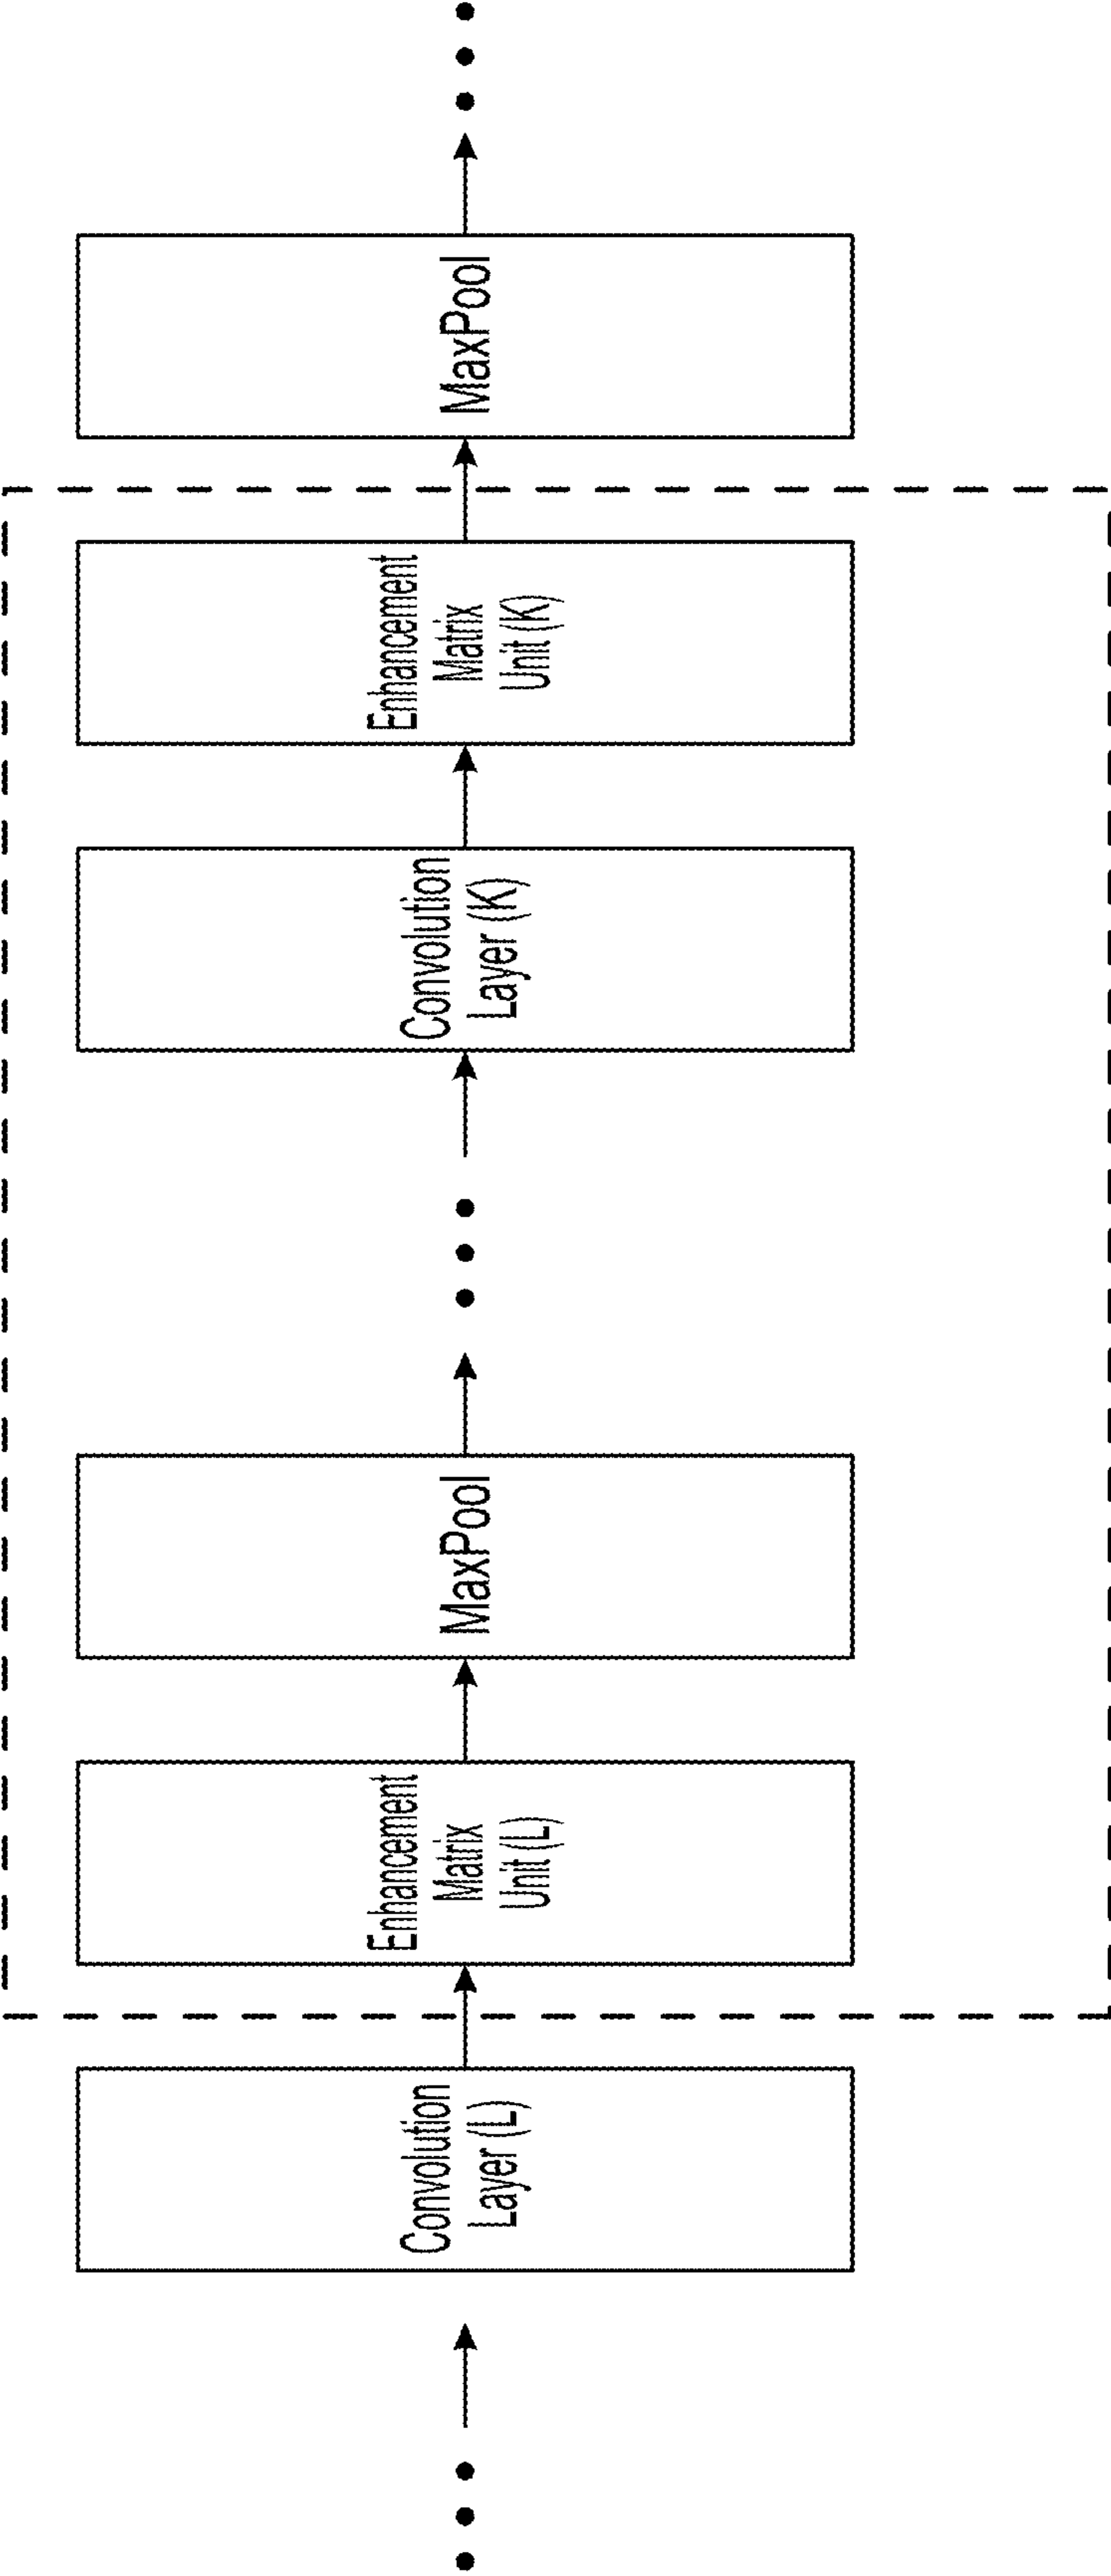 Convolution
Layer (L)
Enhancement
Matrix
Unit (L)
MaxPool
Convolution
Layer (K)
Enhancement
Matrix
Unit (K)
MaxPool